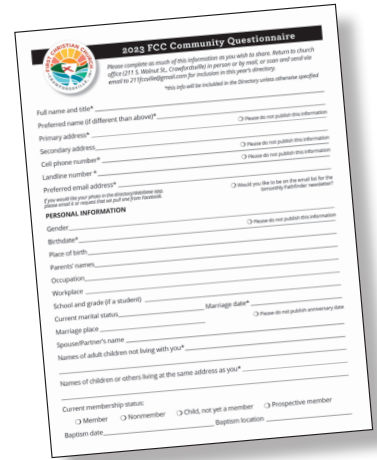 FIRST CHRISTIAN CHURCH
CRAWFORDSVILLE, IN
2023 FCC Community Questionnaire
Please complete as much of this information as you wish to share. Return to church
office (211 S. Walnut St., Crawfordsville) in person or by mail, or scan and send via
email to 211fccville@gmail.com for inclusion in this year's directory.
*this info will be included in the Directory unless otherwise specified
Full name and title*
Preferred name (if different than above)*
Primary address* Please do not publish this information
Secondary address
Cell phone number* Please do not publish this information
Landline number* Please do not publish this information
Preferred email address*
If you would like your photo in the directory/Mobile app, Would you like to be on the email list for the
please email it or request that we pull one from Facebook. bimonthly Pathfinder newsletter?
PERSONAL INFORMATION
Gender
Birthdate* Please do not publish this information
Place of birth
Parents' names
Occupation
Workplace
School and grade (if a student)
Current marital status Marriage date*
Marriage place Please do not publish anniversary date
Spouse/Partner's name
Names of adult children not living with you*
Names of children or others living at the same address as you*
Current membership status:
Member Nonmember Child, not yet a member Prospective member
Baptism date Baptism location